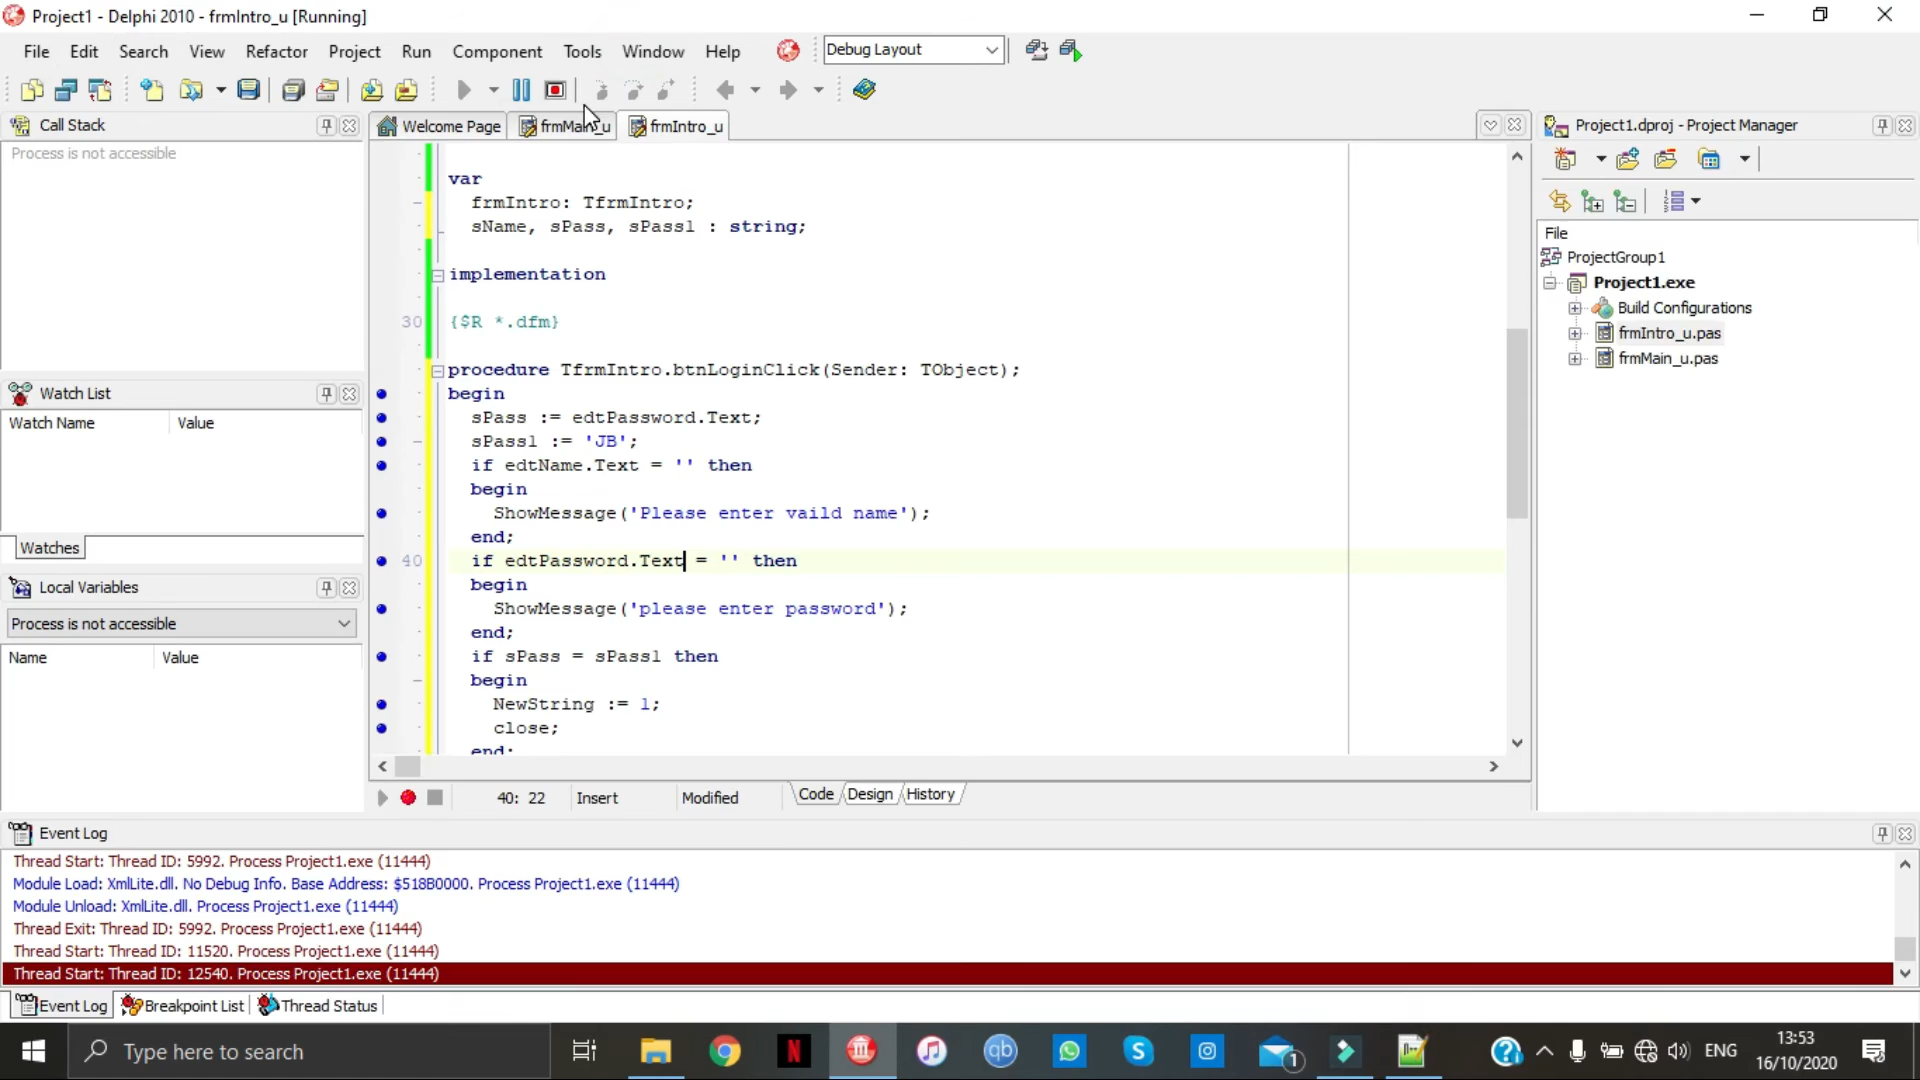 Project1 - Delphi 2010 - frmIntro_u [Running]
File Edit Search View Refactor Project Run Component Tools Window Help
Debug Layout
Call Stack
Process is not accessible
Watch List
Watch Name Value
Watches
Local Variables
Process is not accessible
Name Value
Welcome Page frmMain_u frmIntro_u
var
frmIntro: TfrmIntro;
sName, sPass, sPass1 : string;
implementation
30 {$R *.dfm}
procedure TfrmIntro.btnLoginClick(Sender: TObject);
begin
sPass := edtPassword.Text;
sPass1 := 'JB';
if edtName.Text = '' then
begin
ShowMessage('Please enter vaild name');
end;
40 if edtPassword.Text = '' then
begin
ShowMessage('please enter password');
end;
if sPass = sPass1 then
begin
NewString := 1;
close;
end;
40: 22 Insert Modified Code Design History
Project1.dproj - Project Manager
File
ProjectGroup1
Project1.exe
Build Configurations
frmIntro_u.pas
frmMain_u.pas
Event Log
Thread Start: Thread ID: 5992. Process Project1.exe (11444)
Module Load: XmlLite.dll. No Debug Info. Base Address: $518B0000. Process Project1.exe (11444)
Module Unload: XmlLite.dll. Process Project1.exe (11444)
Thread Exit: Thread ID: 5992. Process Project1.exe (11444)
Thread Start: Thread ID: 11520. Process Project1.exe (11444)
Thread Start: Thread ID: 12540. Process Project1.exe (11444)
Event Log Breakpoint List Thread Status
Type here to search
N
qb
S
1
ENG
13:53
16/10/2020